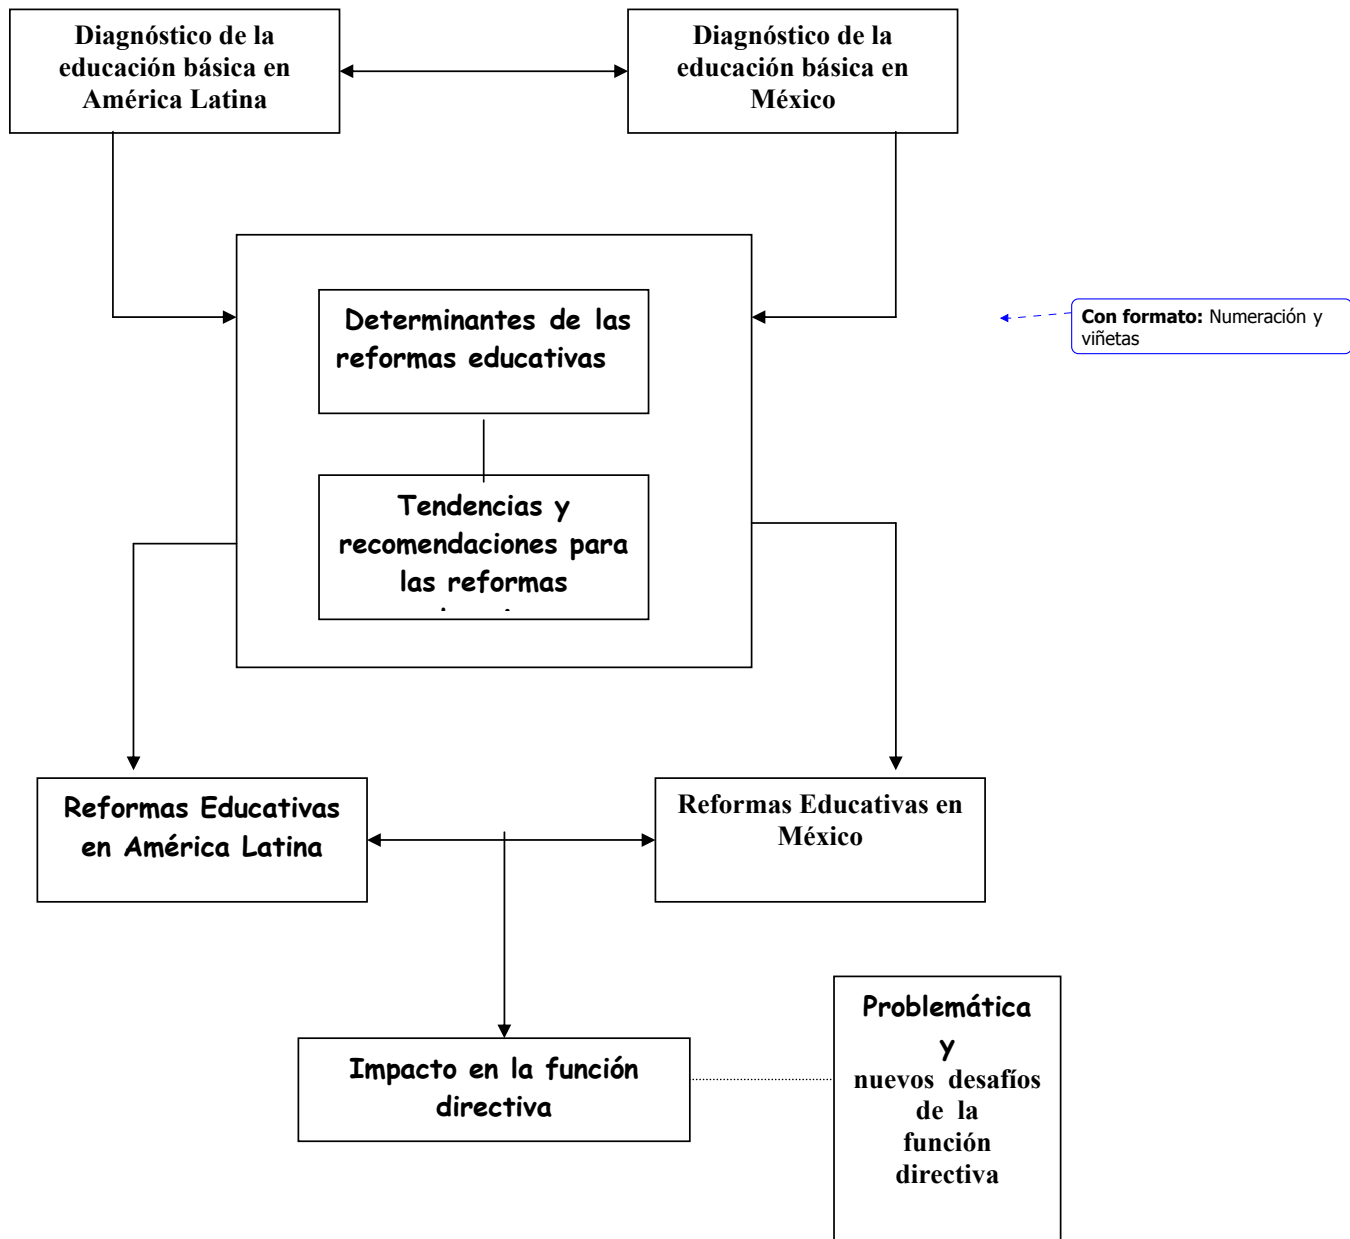 Diagnóstico de la
educación básica en
América Latina
Diagnóstico de la
educación básica en
México
Determinantes de las
reformas educativas
Con formato: Numeración y
viñetas
Tendencias y
recomendaciones para
las reformas
Reformas Educativas
en América Latina
Reformas Educativas en
México
Impacto en la función
directiva
Problemática
y
nuevos desafíos
de la
función
directiva